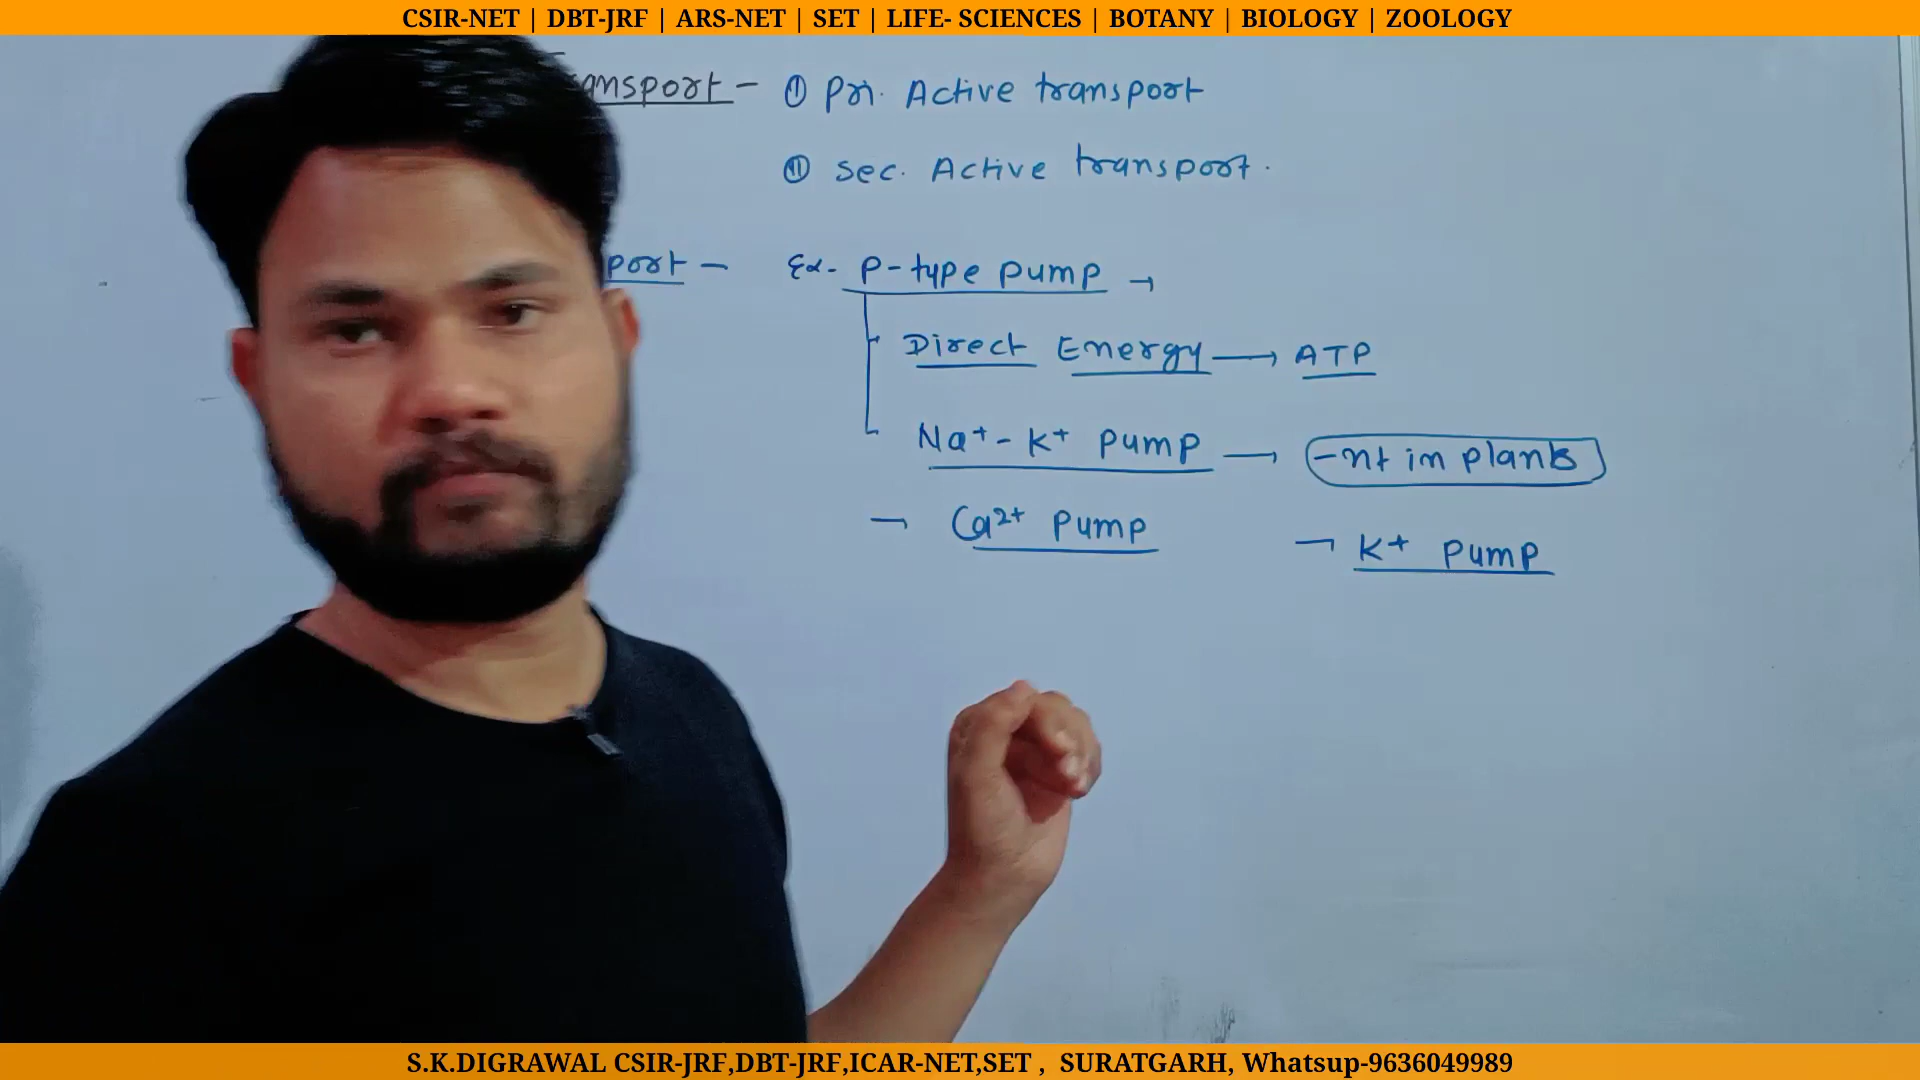 CSIR-NET | DBT-JRF | ARS-NET | SET | LIFE- SCIENCES | BOTANY | BIOLOGY | ZOOLOGY
ansport – ① Pri. Active transport
② Sec. Active transport.
port – Ex- P-type pump →
Direct Energy → ATP
Na⁺- K⁺ pump → -nt in plants
→ Ca²⁺ pump → K⁺ pump
S.K.DIGRAWAL CSIR-JRF,DBT-JRF,ICAR-NET,SET , SURATGARH, Whatsup-9636049989